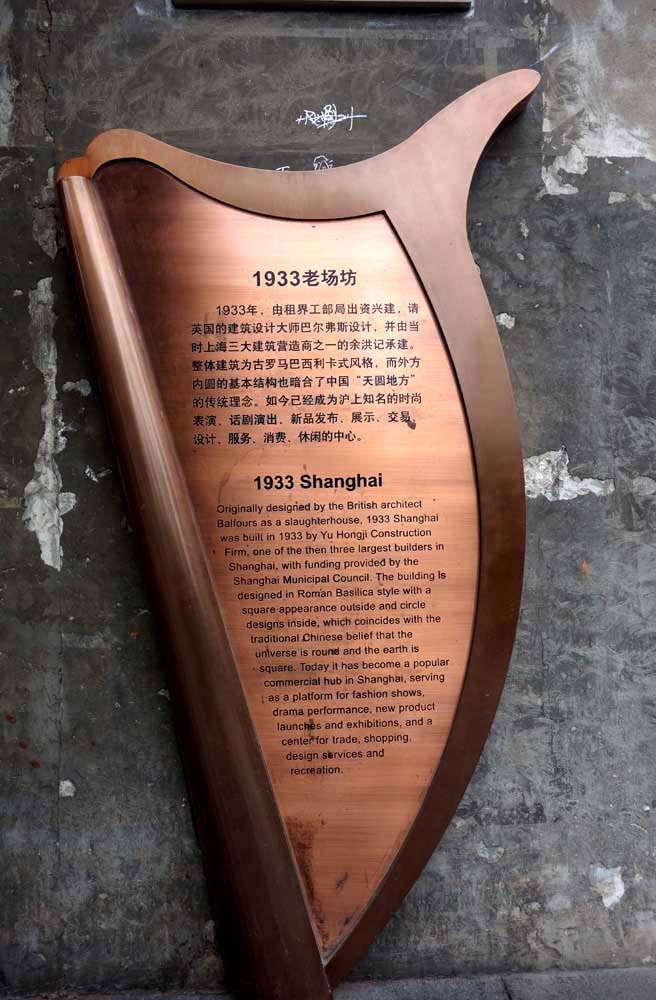 1933老场坊
1933年，由租界工部局出资兴建，请
英国的建筑设计大师巴尔弗斯设计，并由当
时上海三大建筑营造商之一的余洪记承建。
整体建筑为古罗马巴西利卡式风格，而外方
内圆的基本结构也暗合了中国“天圆地方”
的传统理念。如今已经成为沪上知名的时尚
表演、话剧演出、新品发布、展示、交易、
设计、服务、消费、休闲的中心。
1933 Shanghai
Originally designed by the British architect
Balfours as a slaughterhouse, 1933 Shanghai
was built in 1933 by Yu Hongji Construction
Firm, one of the then three largest builders in
Shanghai, with funding provided by the
Shanghai Municipal Council. The building is
designed in Roman Basilica style with a
square appearance outside and circle
designs inside, which coincides with the
traditional Chinese belief that the
universe is round and the earth is
square. Today it has become a popular
commercial hub in Shanghai, serving
as a platform for fashion shows,
drama performance, new product
launches and exhibitions, and a
center for trade, shopping,
design services and
recreation.